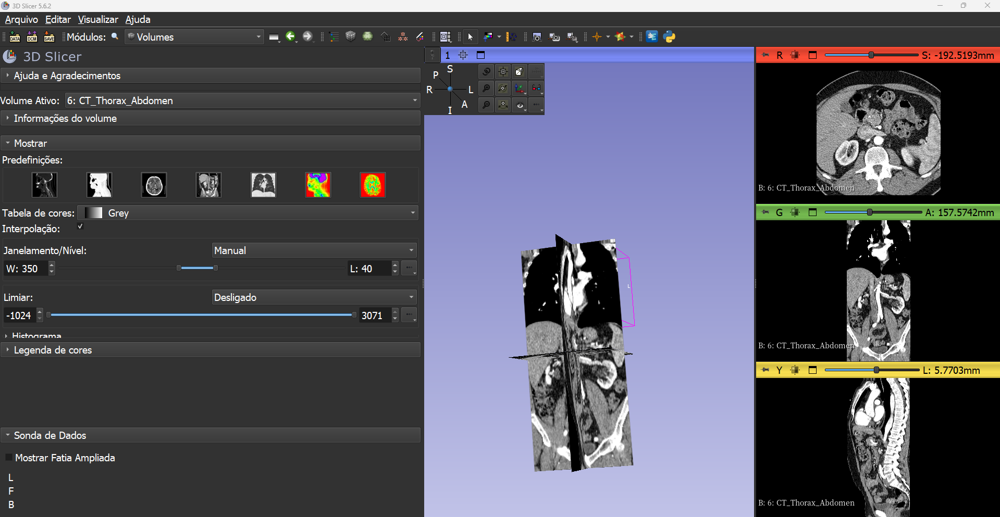 3D Slicer 5.6.2
Arquivo Editar Visualizar Ajuda
DATA DCM SAVE Módulos: Volumes
3D Slicer
Ajuda e Agradecimentos
Volume Ativo: 6: CT_Thorax_Abdomen
Informações do volume
Mostrar
Predefinições:
Tabela de cores: Grey
Interpolação:
Janelamento/Nível: Manual
W: 350 L: 40
Limiar: Desligado
-1024 3071
Histograma
Legenda de cores
Sonda de Dados
Mostrar Fatia Ampliada
L
F
B
1
S
P
R L
A
I
L
R S: -192.5193mm
B: 6: CT_Thorax_Abdomen
G A: 157.5742mm
B: 6: CT_Thorax_Abdomen
Y L: 5.7703mm
B: 6: CT_Thorax_Abdomen